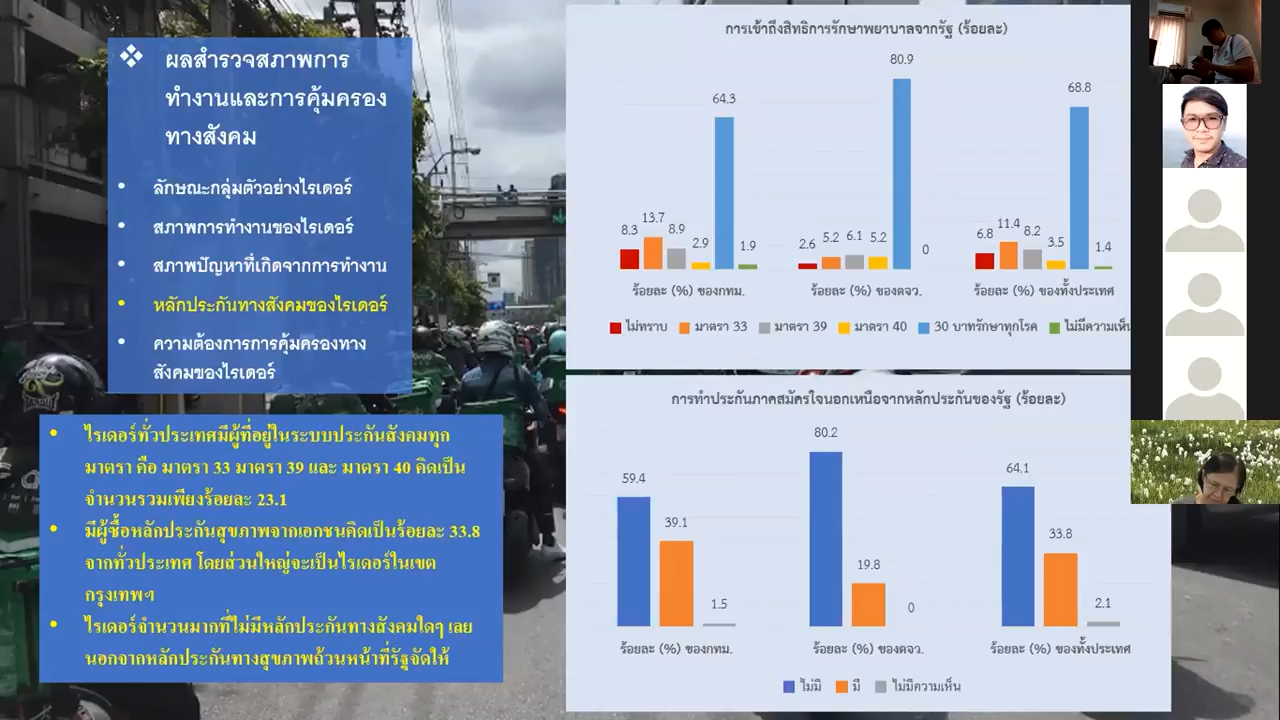 ❖ ผลสำรวจสภาพการ
ทำงานและการคุ้มครอง
ทางสังคม
• ลักษณะกลุ่มตัวอย่างไรเดอร์
• สภาพการทำงานของไรเดอร์
• สภาพปัญหาที่เกิดจากการทำงาน
• หลักประกันทางสังคมของไรเดอร์
• ความต้องการการคุ้มครองทาง
สังคมของไรเดอร์
• ไรเดอร์ทั่วประเทศมีผู้ที่อยู่ในระบบประกันสังคมทุก
มาตรา คือ มาตรา 33 มาตรา 39 และ มาตรา 40 คิดเป็น
จำนวนรวมเพียงร้อยละ 23.1
• มีผู้ซื้อหลักประกันสุขภาพจากเอกชนคิดเป็นร้อยละ 33.8
จากทั่วประเทศ โดยส่วนใหญ่จะเป็นไรเดอร์ในเขต
กรุงเทพฯ
• ไรเดอร์จำนวนมากที่ไม่มีหลักประกันทางสังคมใดๆ เลย
นอกจากหลักประกันทางสุขภาพถ้วนหน้าที่รัฐจัดให้
การเข้าถึงสิทธิการรักษาพยาบาลจากรัฐ (ร้อยละ)
8.3 13.7 8.9 2.9 64.3 1.9
2.6 5.2 6.1 5.2 80.9 0
6.8 11.4 8.2 3.5 68.8 1.4
ร้อยละ (%) ของกทม. ร้อยละ (%) ของตจว. ร้อยละ (%) ของทั้งประเทศ
ไม่ทราบ มาตรา 33 มาตรา 39 มาตรา 40 30 บาทรักษาทุกโรค ไม่มีความเห็น
การทำประกันภาคสมัครใจนอกเหนือจากหลักประกันของรัฐ (ร้อยละ)
59.4 39.1 1.5
80.2 19.8 0
64.1 33.8 2.1
ร้อยละ (%) ของกทม. ร้อยละ (%) ของตจว. ร้อยละ (%) ของทั้งประเทศ
ไม่มี มี ไม่มีความเห็น